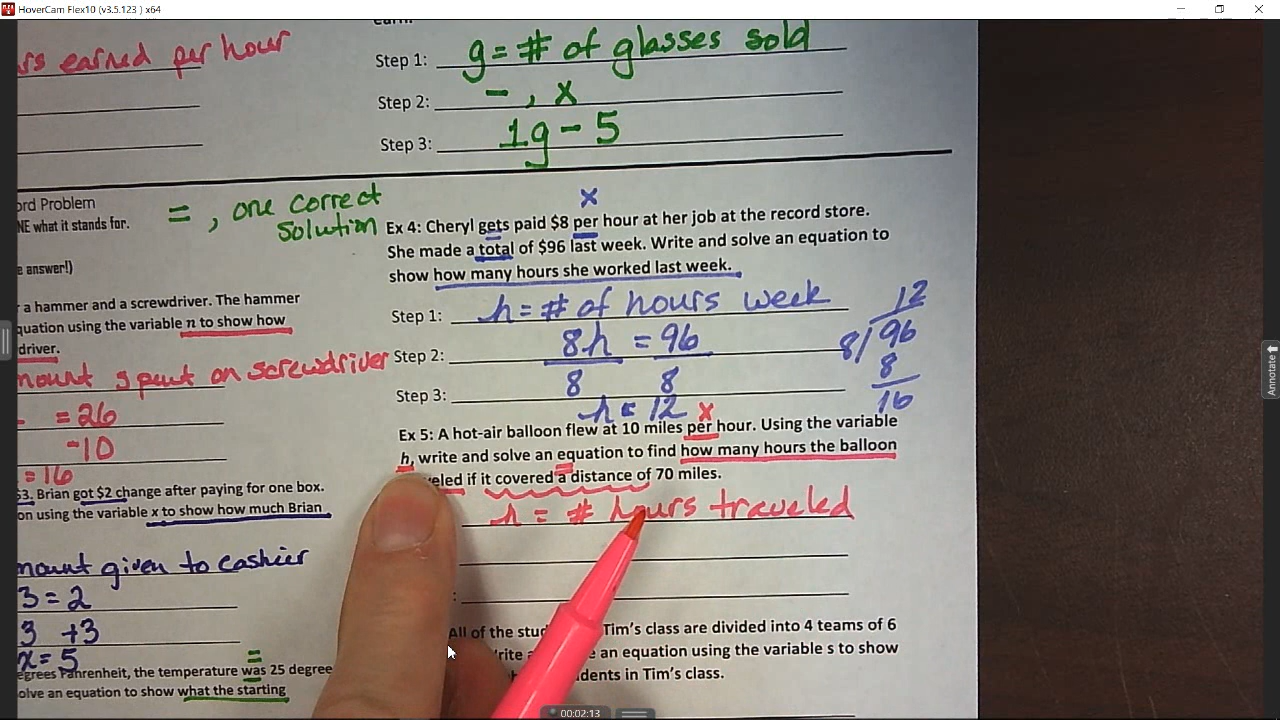 HoverCam Flex10 (v3.5.123) x64
rs earned per hour
Step 1: g = # of glasses sold
Step 2: - , x
Step 3: 1g - 5
ord Problem
NE what it stands for.
= , one correct
solution
e answer!)
Ex 4: Cheryl gets paid $8 per hour at her job at the record store.
x
She made a total of $96 last week. Write and solve an equation to
show how many hours she worked last week.
Step 1: h = # of hours week
Step 2: 8h = 96
8 8
Step 3:
h = 12
12
8/96
8
16
a hammer and a screwdriver. The hammer
quation using the variable n to show how
driver.
mount spent on screwdriver
= 26
-10
= 16
$3. Brian got $2 change after paying for one box.
on using the variable x to show how much Brian
mount given to cashier
3 = 2
3 +3
x = 5
x
Ex 5: A hot-air balloon flew at 10 miles per hour. Using the variable
h, write and solve an equation to find how many hours the balloon
eled if it covered a distance of 70 miles.
h = # hours traveled
:
egrees Fahrenheit, the temperature was 25 degree
=
olve an equation to show what the starting
All of the stu Tim's class are divided into 4 teams of 6
rite a e an equation using the variable s to show
dents in Tim's class.
00:02:13
Annotate